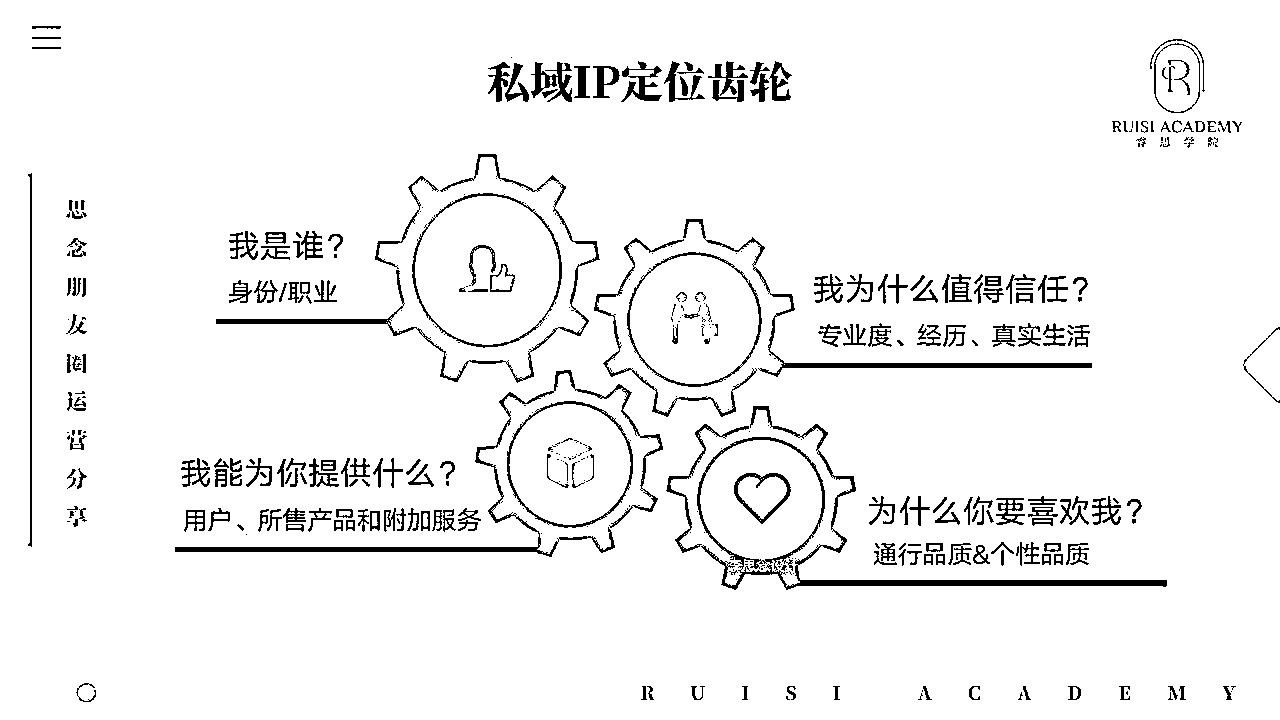 私域IP定位齿轮
RUISI ACADEMY
睿思学院
思念朋友圈运营分享
我是谁?
身份/职业
我为什么值得信任?
专业度、经历、真实生活
我能为你提供什么?
用户、所售产品和附加服务
为什么你要喜欢我?
通行品质&个性品质
RUISI ACADEMY